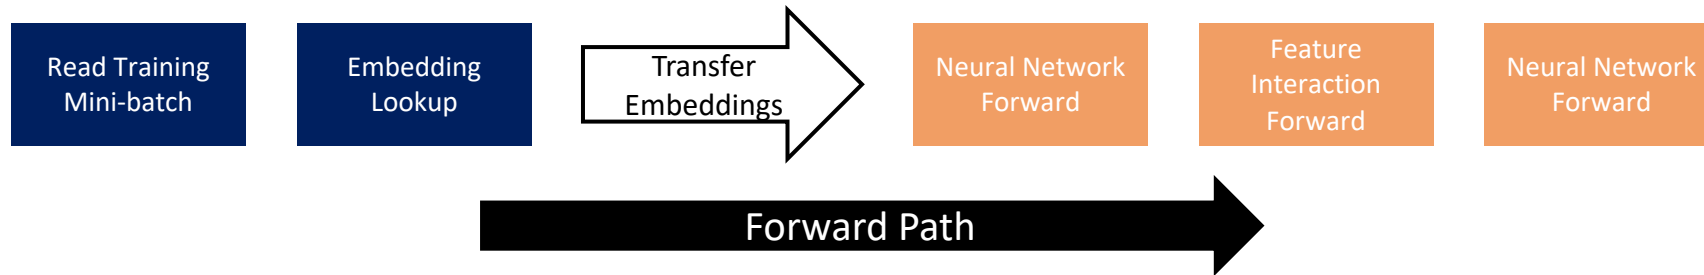 Read Training
Mini-batch
Embedding
Lookup
Transfer
Embeddings
Neural Network
Forward
Feature
Interaction
Forward
Neural Network
Forward
Forward Path